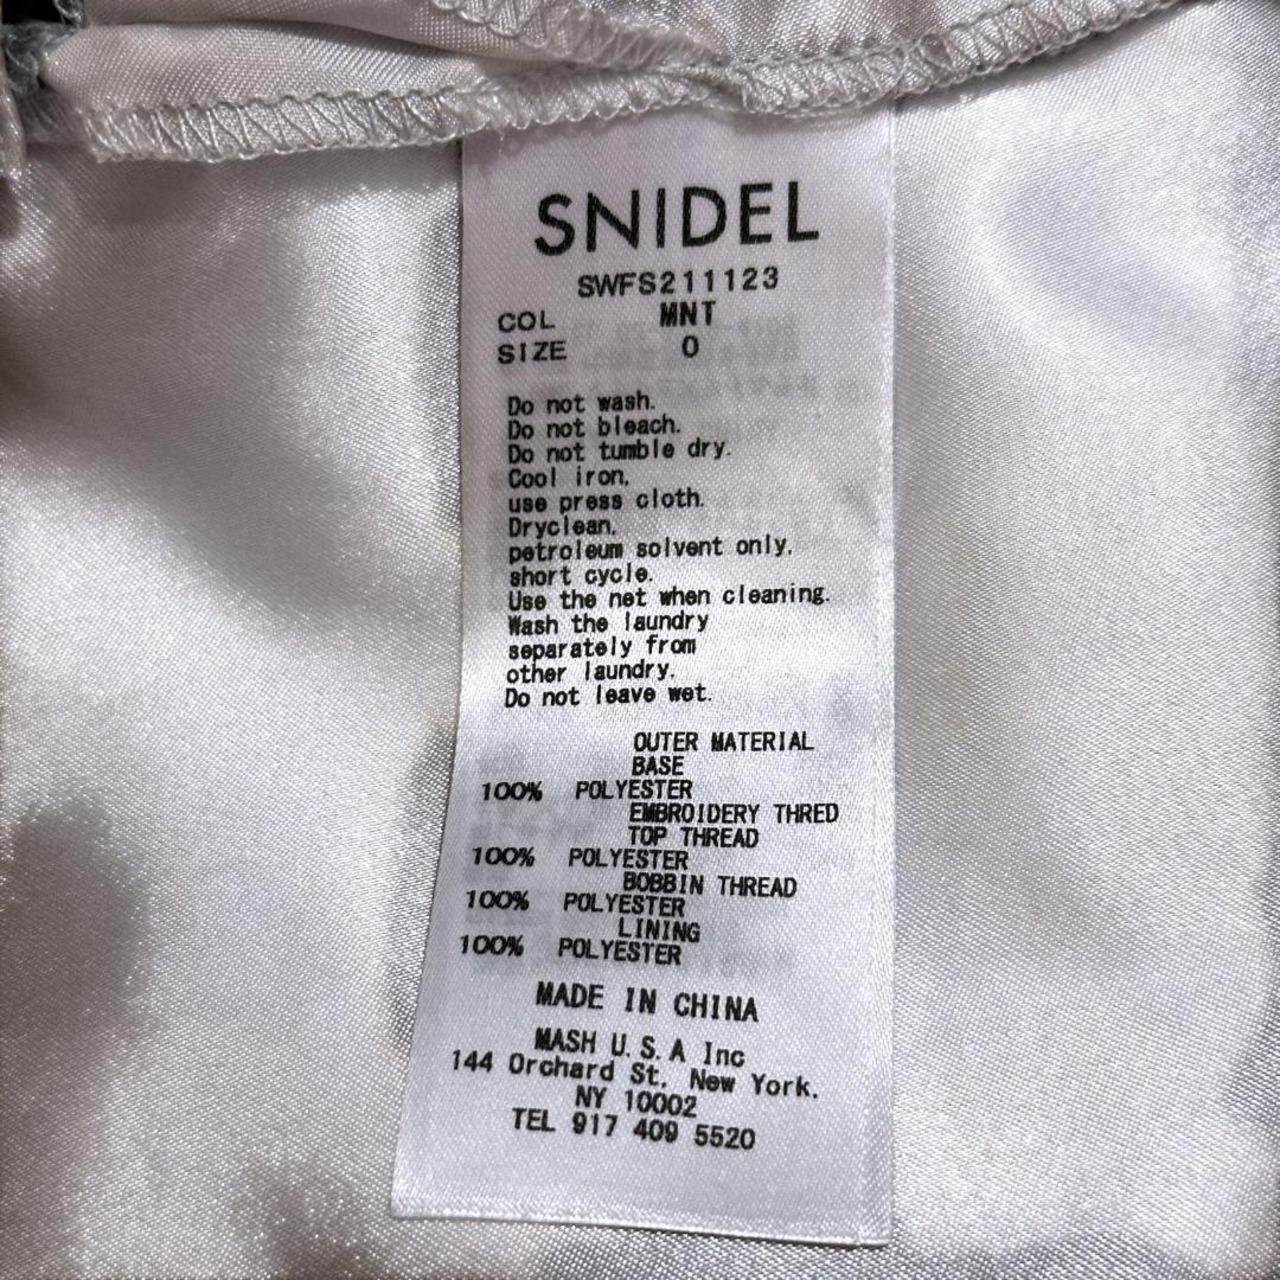 SNIDEL
SWFS211123
COL MNT
SIZE 0
Do not wash.
Do not bleach.
Do not tumble dry.
Cool iron.
use press cloth.
Dryclean.
petroleum solvent only.
short cycle.
Use the net when cleaning.
Wash the laundry
separately from
other laundry.
Do not leave wet.
OUTER MATERIAL
BASE
100% POLYESTER
EMBROIDERY THRED
TOP THREAD
100% POLYESTER
BOBBIN THREAD
100% POLYESTER
LINING
100% POLYESTER
MADE IN CHINA
MASH U.S.A Inc
144 Orchard St. New York.
NY 10002
TEL 917 409 5520